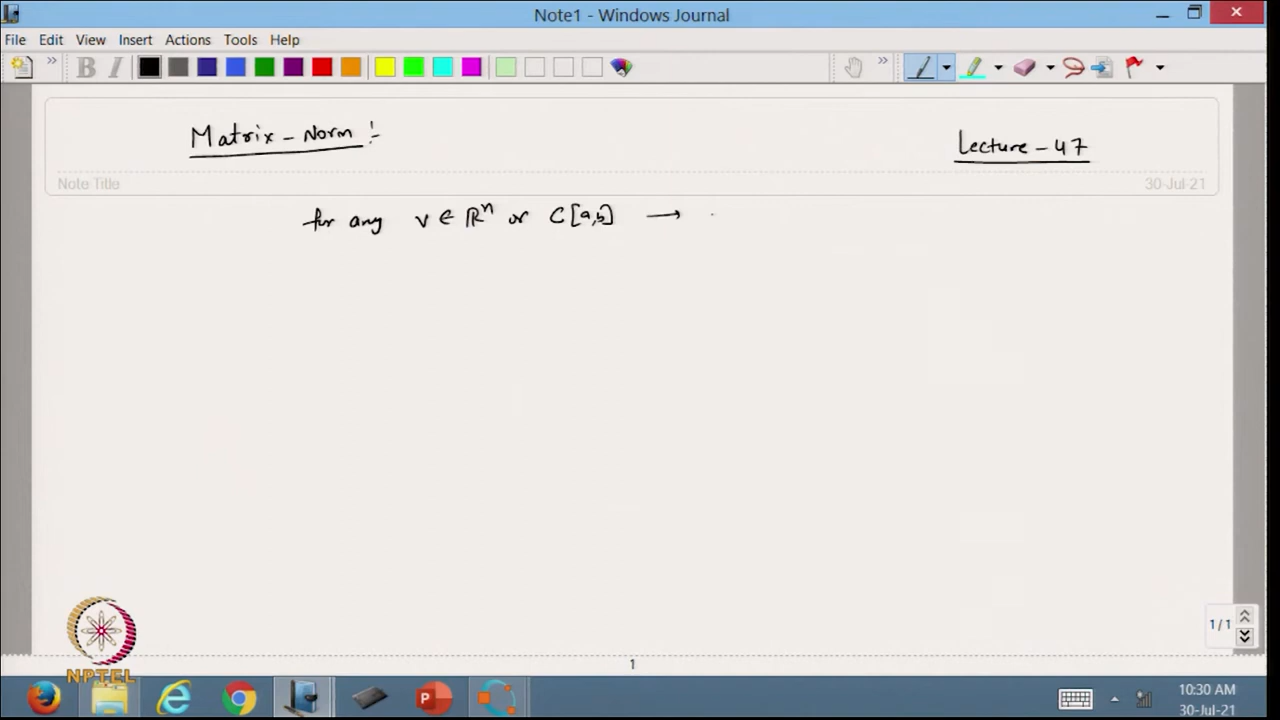 Note1 - Windows Journal
File Edit View Insert Actions Tools Help
B I
Matrix - Norm :-
Lecture - 47
Note Title
30-Jul-21
for any v ∈ ℝⁿ or C[a,b] →
1 / 1
NPTEL
1
10:30 AM
30-Jul-21